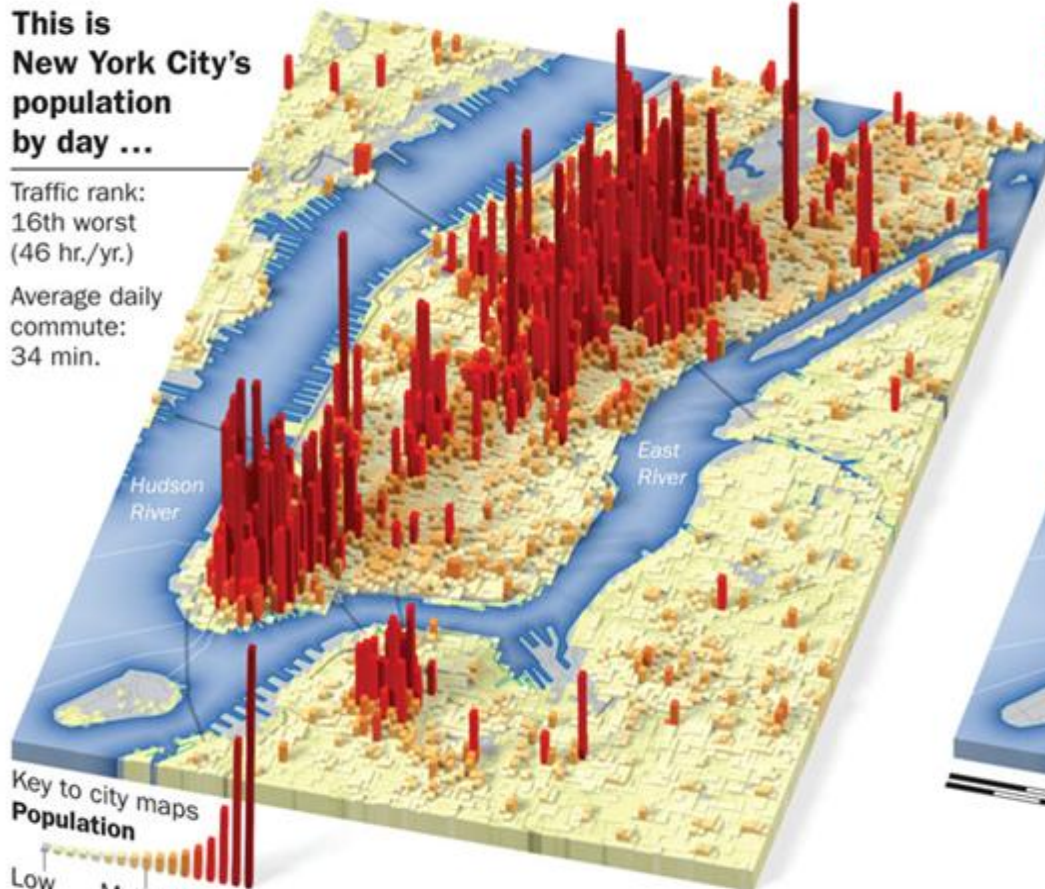 This is
New York City's
population
by day ...
Traffic rank:
16th worst
(46 hr./yr.)
Average daily
commute:
34 min.
Hudson
River
East
River
Key to city maps
Population
Low